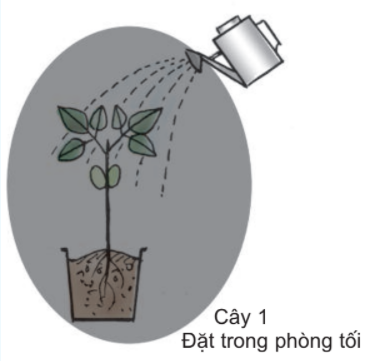 Cây 1
Đặt trong phòng tối